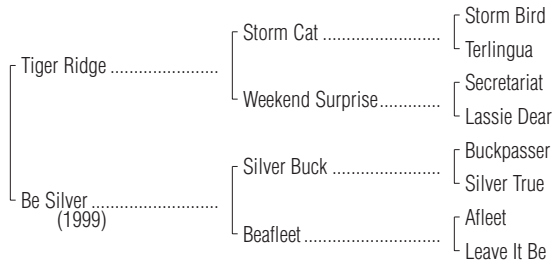 Storm Bird
Storm Cat ........................
Terlingua
Tiger Ridge ......................
Secretariat
Weekend Surprise.............
Lassie Dear
Buckpasser
Silver Buck ......................
Silver True
Be Silver ..........................
(1999)
Afleet
Beafleet ............................
Leave It Be